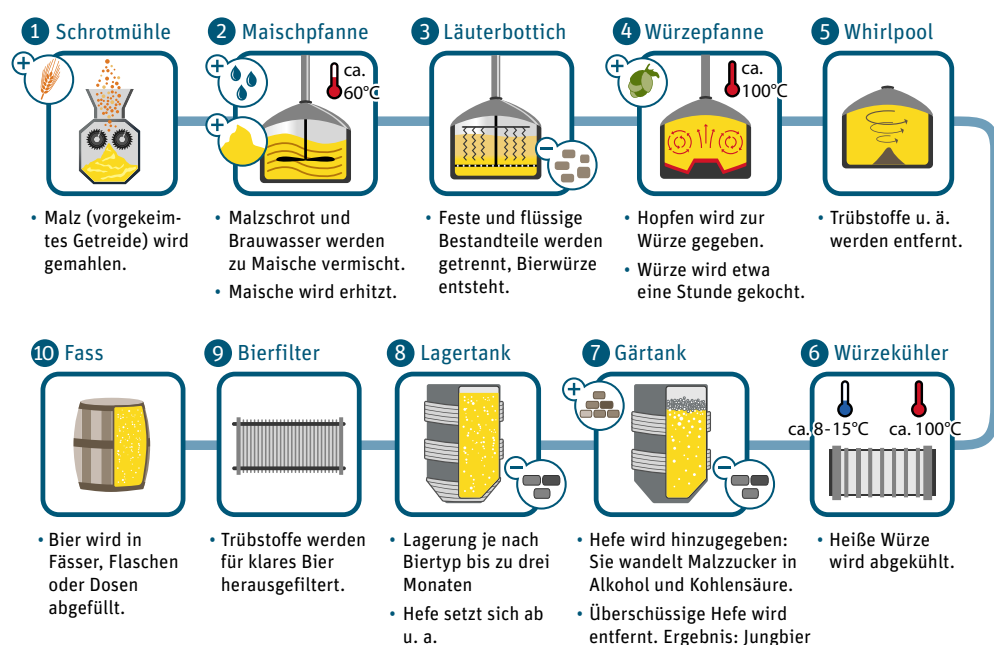 1 Schrotmühle
+
• Malz (vorgekeim-
tes Getreide) wird
gemahlen.
2 Maischpfanne
+
ca.
60°C
+
• Malzschrot und
Brauwasser werden
zu Maische vermischt.
• Maische wird erhitzt.
3 Läuterbottich
−
• Feste und flüssige
Bestandteile werden
getrennt, Bierwürze
entsteht.
4 Würzepfanne
+
ca.
100°C
• Hopfen wird zur
Würze gegeben.
• Würze wird etwa
eine Stunde gekocht.
5 Whirlpool
• Trübstoffe u. ä.
werden entfernt.
6 Würzekühler
ca. 8-15°C
ca. 100°C
• Heiße Würze
wird abgekühlt.
7 Gärtank
+
−
• Hefe wird hinzugegeben:
Sie wandelt Malzzucker in
Alkohol und Kohlensäure.
• Überschüssige Hefe wird
entfernt. Ergebnis: Jungbier
8 Lagertank
−
• Lagerung je nach
Biertyp bis zu drei
Monaten
• Hefe setzt sich ab
u. a.
9 Bierfilter
• Trübstoffe werden
für klares Bier
herausgefiltert.
10 Fass
• Bier wird in
Fässer, Flaschen
oder Dosen
abgefüllt.